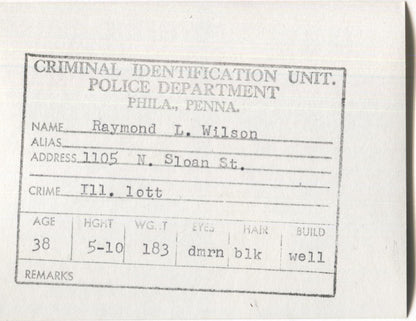 CRIMINAL IDENTIFICATION UNIT.
POLICE DEPARTMENT
PHILA., PENNA.
NAME Raymond L. Wilson
ALIAS
ADDRESS 1105 N. Sloan St.
CRIME Ill. lott
AGE HGHT WG.T EYES HAIR BUILD
38 5-10 183 dmrn blk well
REMARKS